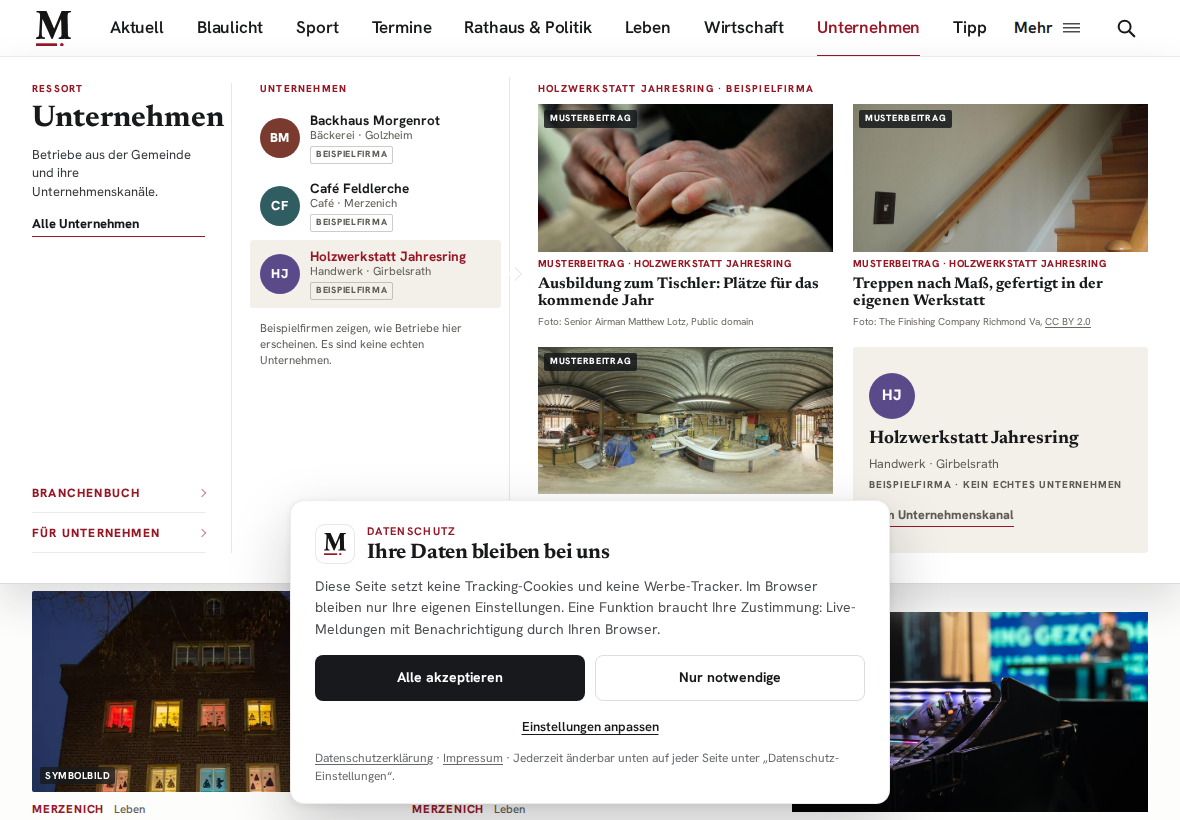 M
Aktuell Blaulicht Sport Termine Rathaus & Politik Leben Wirtschaft Unternehmen Tipp Mehr
RESSORT
Unternehmen
Betriebe aus der Gemeinde
und ihre
Unternehmenskanäle.
Alle Unternehmen
BRANCHENBUCH
FÜR UNTERNEHMEN
UNTERNEHMEN
BM
Backhaus Morgenrot
Bäckerei · Golzheim
BEISPIELFIRMA
CF
Café Feldlerche
Café · Merzenich
BEISPIELFIRMA
HJ
Holzwerkstatt Jahresring
Handwerk · Girbelsrath
BEISPIELFIRMA
Beispielfirmen zeigen, wie Betriebe hier
erscheinen. Es sind keine echten
Unternehmen.
HOLZWERKSTATT JAHRESRING · BEISPIELFIRMA
MUSTERBEITRAG
MUSTERBEITRAG · HOLZWERKSTATT JAHRESRING
Ausbildung zum Tischler: Plätze für das
kommende Jahr
Foto: Senior Airman Matthew Lotz, Public domain
MUSTERBEITRAG
MUSTERBEITRAG · HOLZWERKSTATT JAHRESRING
Treppen nach Maß, gefertigt in der
eigenen Werkstatt
Foto: The Finishing Company Richmond Va, CC BY 2.0
MUSTERBEITRAG
HJ
Holzwerkstatt Jahresring
Handwerk · Girbelsrath
BEISPIELFIRMA · KEIN ECHTES UNTERNEHMEN
Unternehmenskanal
M
DATENSCHUTZ
Ihre Daten bleiben bei uns
Diese Seite setzt keine Tracking-Cookies und keine Werbe-Tracker. Im Browser
bleiben nur Ihre eigenen Einstellungen. Eine Funktion braucht Ihre Zustimmung: Live-
Meldungen mit Benachrichtigung durch Ihren Browser.
Alle akzeptieren
Nur notwendige
Einstellungen anpassen
Datenschutzerklärung · Impressum · Jederzeit änderbar unten auf jeder Seite unter „Datenschutz-
Einstellungen“.
SYMBOLBILD
MERZENICH Leben
MERZENICH Leben